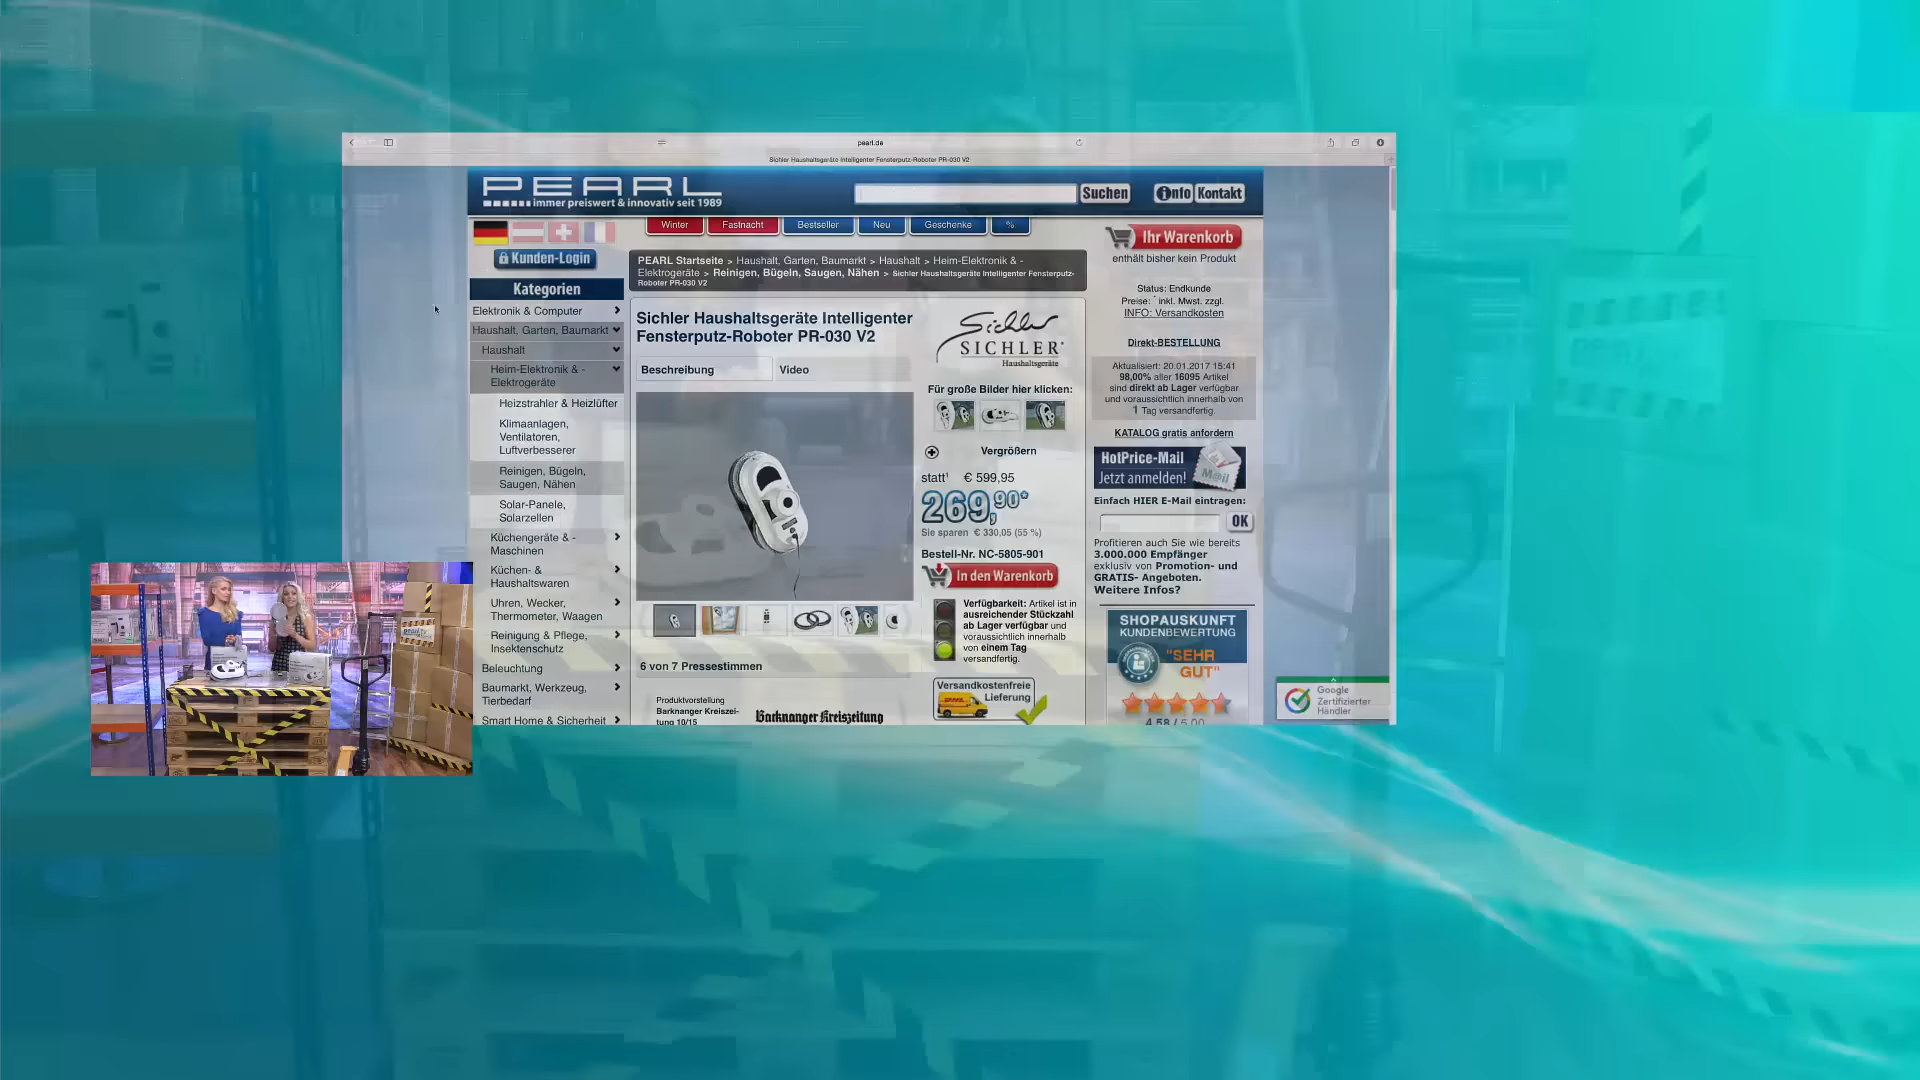 pearl.de
Sichler Haushaltsgeräte Intelligenter Fensterputz-Roboter PR-030 V2
PEARL
immer preiswert & innovativ seit 1989
Suchen
info
Kontakt
Winter
Fastnacht
Bestseller
Neu
Geschenke
%
Kunden-Login
Kategorien
Elektronik & Computer
Haushalt, Garten, Baumarkt
Haushalt
Heim-Elektronik & -
Elektrogeräte
Heizstrahler & Heizlüfter
Klimaanlagen,
Ventilatoren,
Luftverbesserer
Reinigen, Bügeln,
Saugen, Nähen
Solar-Panele,
Solarzellen
Küchengeräte & -
Maschinen
Küchen- &
Haushaltswaren
Uhren, Wecker,
Thermometer, Waagen
Reinigung & Pflege,
Insektenschutz
Beleuchtung
Baumarkt, Werkzeug,
Tierbedarf
Smart Home & Sicherheit
PEARL Startseite > Haushalt, Garten, Baumarkt > Haushalt > Heim-Elektronik & -
Elektrogeräte > Reinigen, Bügeln, Saugen, Nähen > Sichler Haushaltsgeräte Intelligenter Fensterputz-
Roboter PR-030 V2
Sichler Haushaltsgeräte Intelligenter
Fensterputz-Roboter PR-030 V2
Beschreibung
Video
6 von 7 Pressestimmen
Produktvorstellung
Barknanger Kreiszei-
tung 10/15
Barknanger Kreiszeitung
Sichler
SICHLER
Haushaltsgeräte
Für große Bilder hier klicken:
Vergrößern
statt¹ € 599,95
269,90*
Sie sparen € 330,05 (55 %)
Bestell-Nr. NC-5805-901
In den Warenkorb
Verfügbarkeit: Artikel ist in
ausreichender Stückzahl
ab Lager verfügbar und
voraussichtlich innerhalb
von einem Tag
versandfertig.
Versandkostenfreie
Lieferung
Ihr Warenkorb
enthält bisher kein Produkt
Status: Endkunde
Preise: * inkl. Mwst. zzgl.
INFO: Versandkosten
Direkt-BESTELLUNG
Aktualisiert: 20.01.2017 15:41
98,00% aller 16095 Artikel
sind direkt ab Lager verfügbar
und voraussichtlich innerhalb von
1 Tag versandfertig.
KATALOG gratis anfordern
HotPrice-Mail
Jetzt anmelden!
Mail
Einfach HIER E-Mail eintragen:
OK
Profitieren auch Sie wie bereits
3.000.000 Empfänger
exklusiv von Promotion- und
GRATIS- Angeboten.
Weitere Infos?
SHOPAUSKUNFT
KUNDENBEWERTUNG
"SEHR
GUT"
4.58 / 5.00
Google
Zertifizierter
Händler